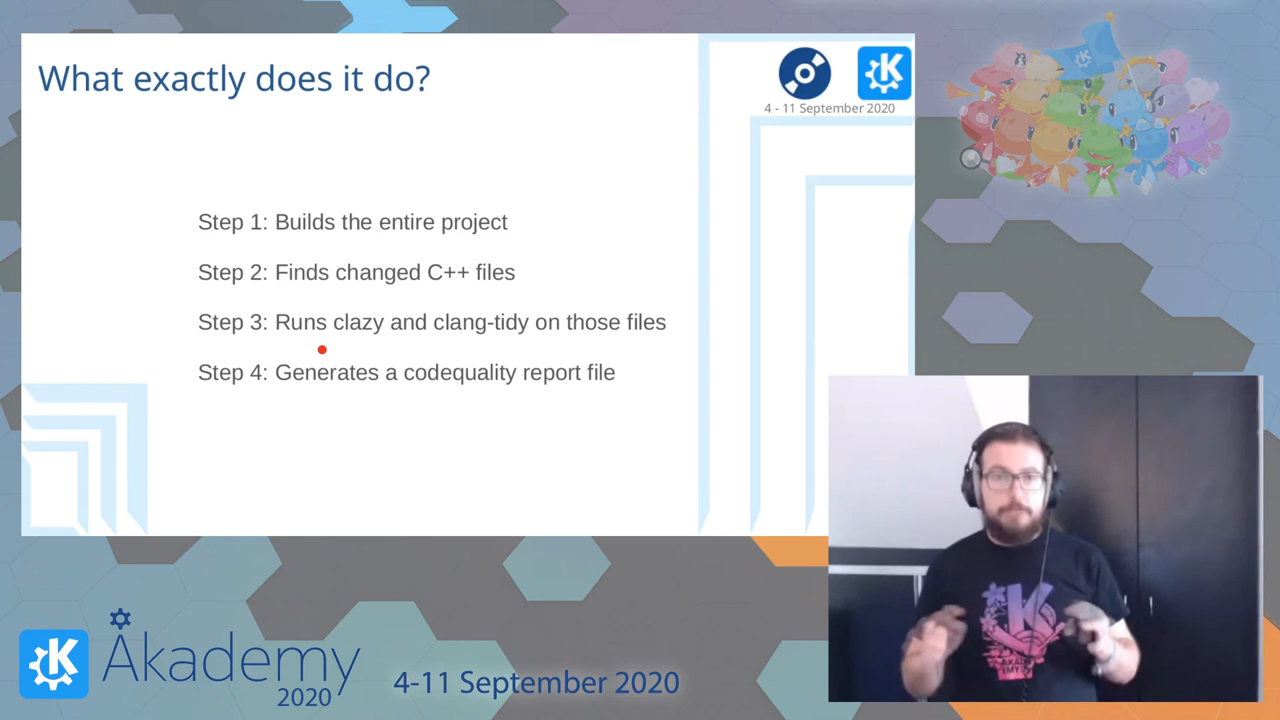 What exactly does it do?
4 - 11 September 2020
Step 1: Builds the entire project
Step 2: Finds changed C++ files
Step 3: Runs clazy and clang-tidy on those files
Step 4: Generates a codequality report file
K
AKAD
EMY
Akademy
2020
4-11 September 2020